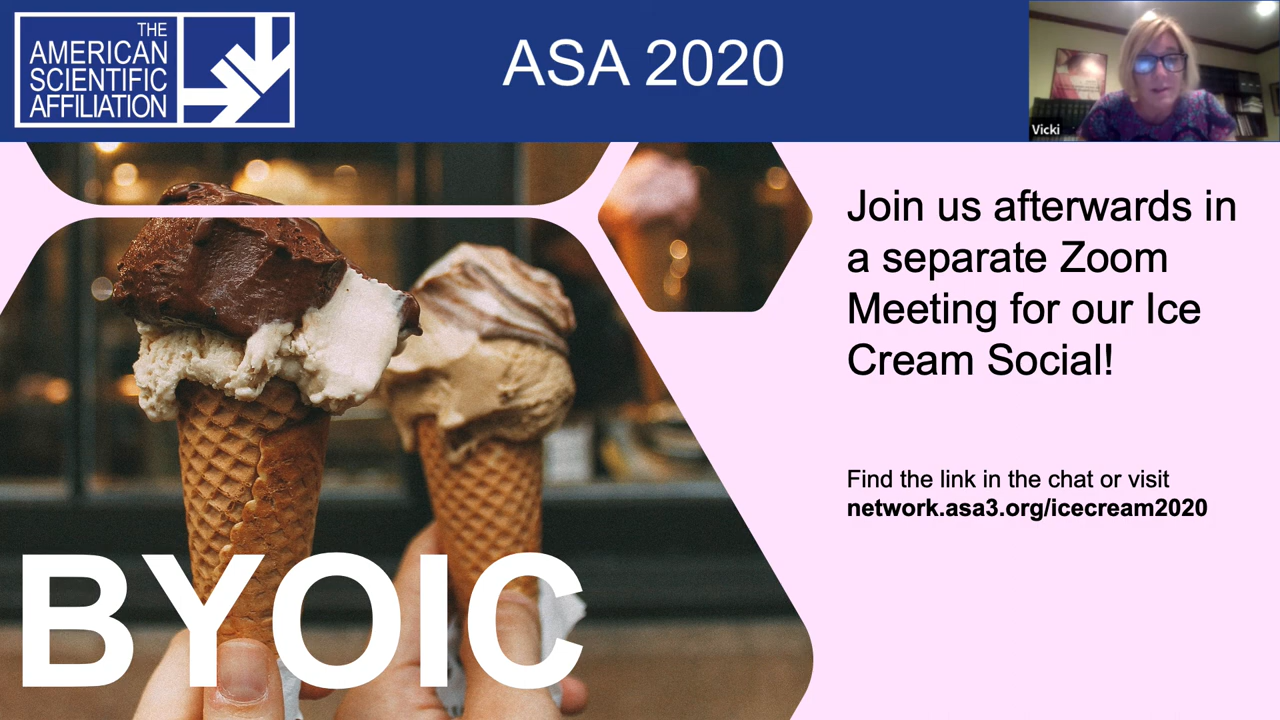 THE
AMERICAN
SCIENTIFIC
AFFILIATION
ASA 2020
Vicki
Join us afterwards in
a separate Zoom
Meeting for our Ice
Cream Social!
Find the link in the chat or visit
network.asa3.org/icecream2020
BYOIC